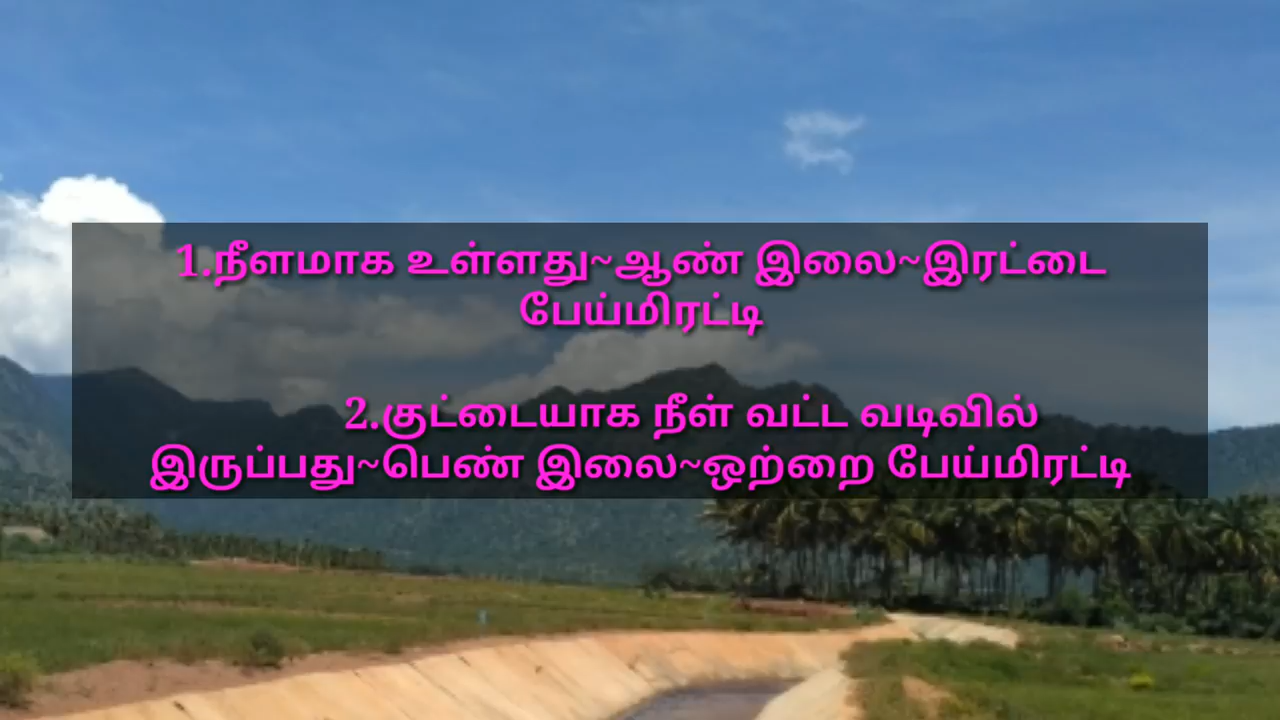 1.நீளமாக உள்ளது~ஆண் இலை~இரட்டை
பேய்மிரட்டி
2.குட்டையாக நீள் வட்ட வடிவில்
இருப்பது~பெண் இலை~ஒற்றை பேய்மிரட்டி